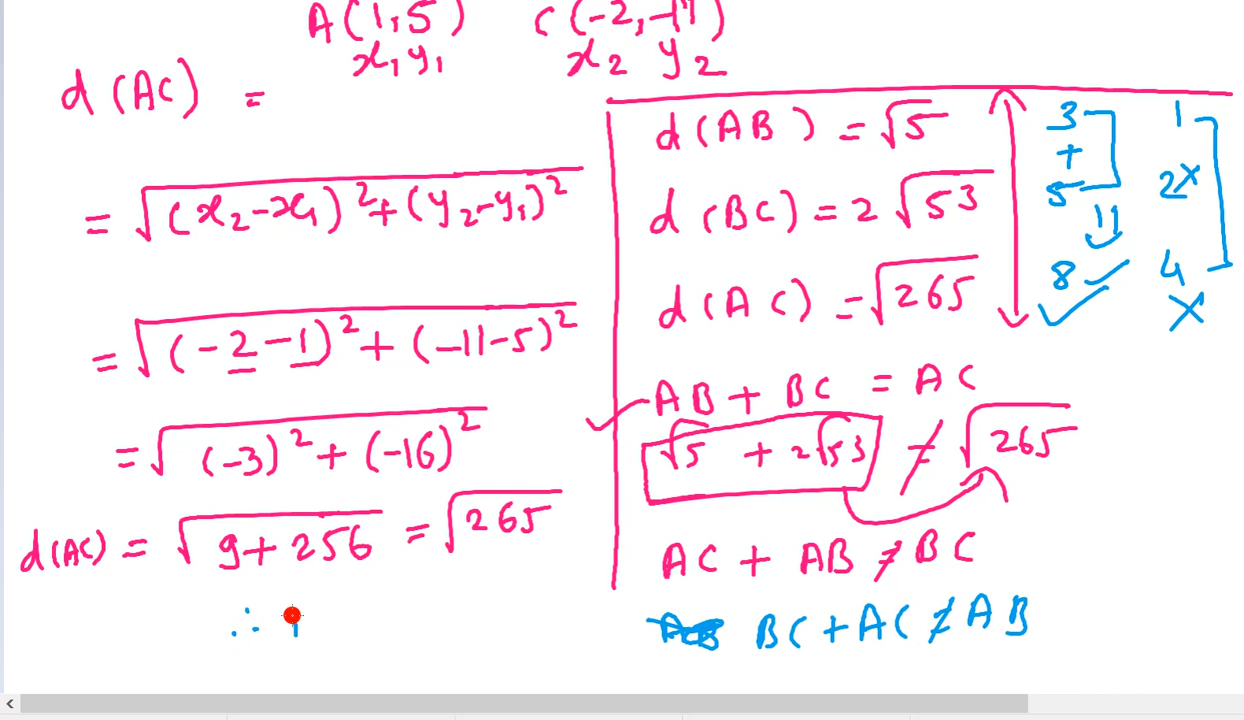 A(1,5) C(-2,-11)
x₁ y₁ x₂ y₂
d(AC) =
= √((x₂-x₁)²+(y₂-y₁)²)
= √((-2-1)²+(-11-5)²)
= √((-3)²+(-16)²)
d(AC) = √(9+256) = √265
∴
d(AB) = √5
d(BC) = 2√53
d(AC) = √265
AB + BC = AC
√5 + 2√53 ≠ √265
AC + AB ≠ BC
BC + AC ≠ AB
3 1
+
5 2×
8 ✓ 4
✓ ×